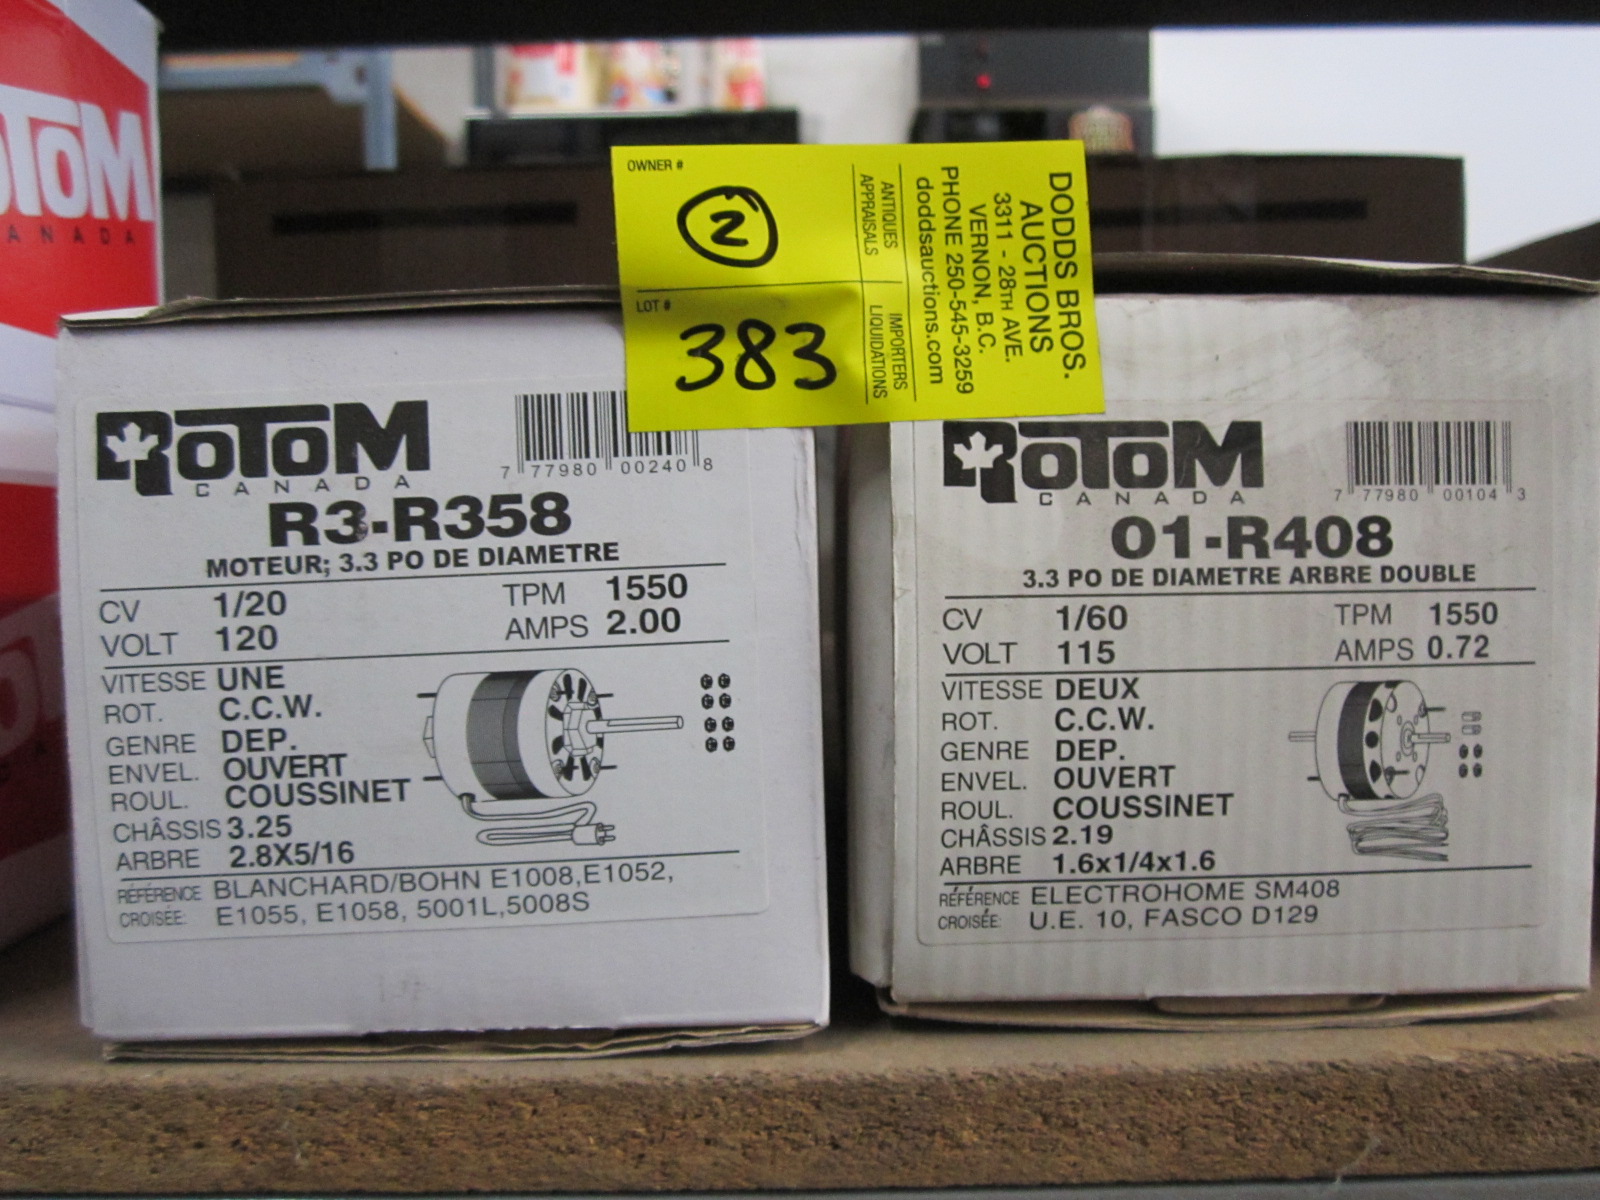 ToM
ANADA
OWNER #
2
LOT #
383
DODDS BROS.
AUCTIONS
3311 - 28TH AVE.
VERNON, B.C.
PHONE 250-545-3259
doddsauctions.com
ANTIQUES
APPRAISALS
IMPORTERS
LIQUIDATIONS
ROTOM
CANADA
7 77980 00240 8
R3-R358
MOTEUR; 3.3 PO DE DIAMETRE
CV 1/20 TPM 1550
VOLT 120 AMPS 2.00
VITESSE UNE
ROT. C.C.W.
GENRE DEP.
ENVEL. OUVERT
ROUL. COUSSINET
CHÂSSIS 3.25
ARBRE 2.8X5/16
RÉFÉRENCE BLANCHARD/BOHN E1008,E1052,
CROISÉE: E1055, E1058, 5001L,5008S
ROTOM
CANADA
7 77980 00104 3
01-R408
3.3 PO DE DIAMETRE ARBRE DOUBLE
CV 1/60 TPM 1550
VOLT 115 AMPS 0.72
VITESSE DEUX
ROT. C.C.W.
GENRE DEP.
ENVEL. OUVERT
ROUL. COUSSINET
CHÂSSIS 2.19
ARBRE 1.6x1/4x1.6
RÉFÉRENCE ELECTROHOME SM408
CROISÉE: U.E. 10, FASCO D129